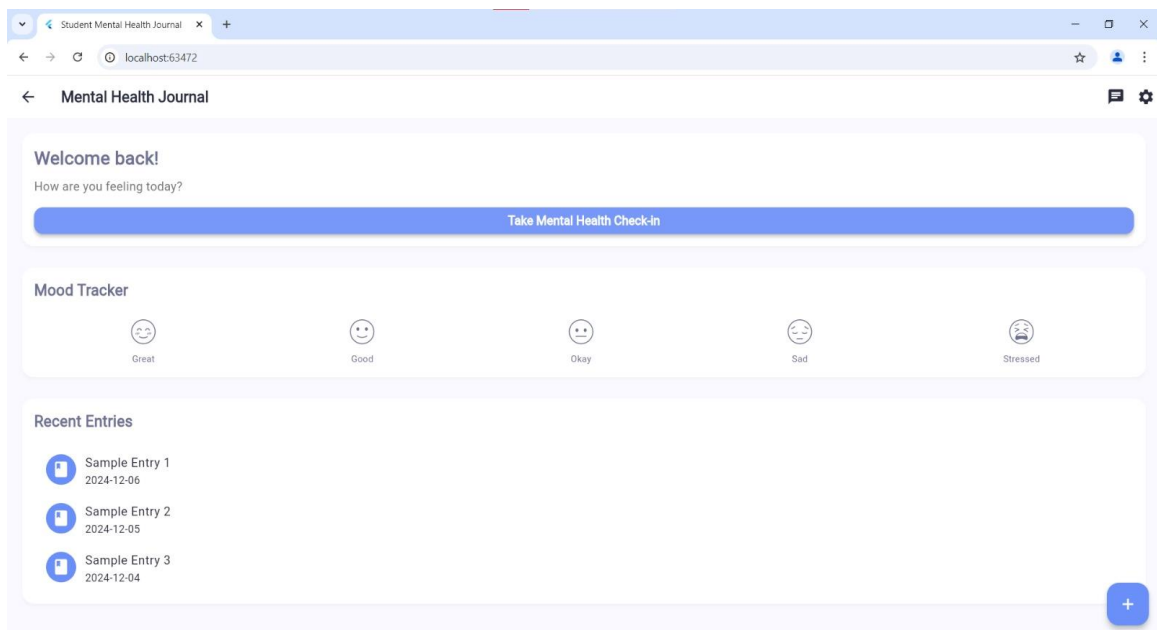 Student Mental Health Journal
localhost:63472
Mental Health Journal
Welcome back!
How are you feeling today?
Take Mental Health Check-in
Mood Tracker
Great Good Okay Sad Stressed
Recent Entries
Sample Entry 1
2024-12-06
Sample Entry 2
2024-12-05
Sample Entry 3
2024-12-04